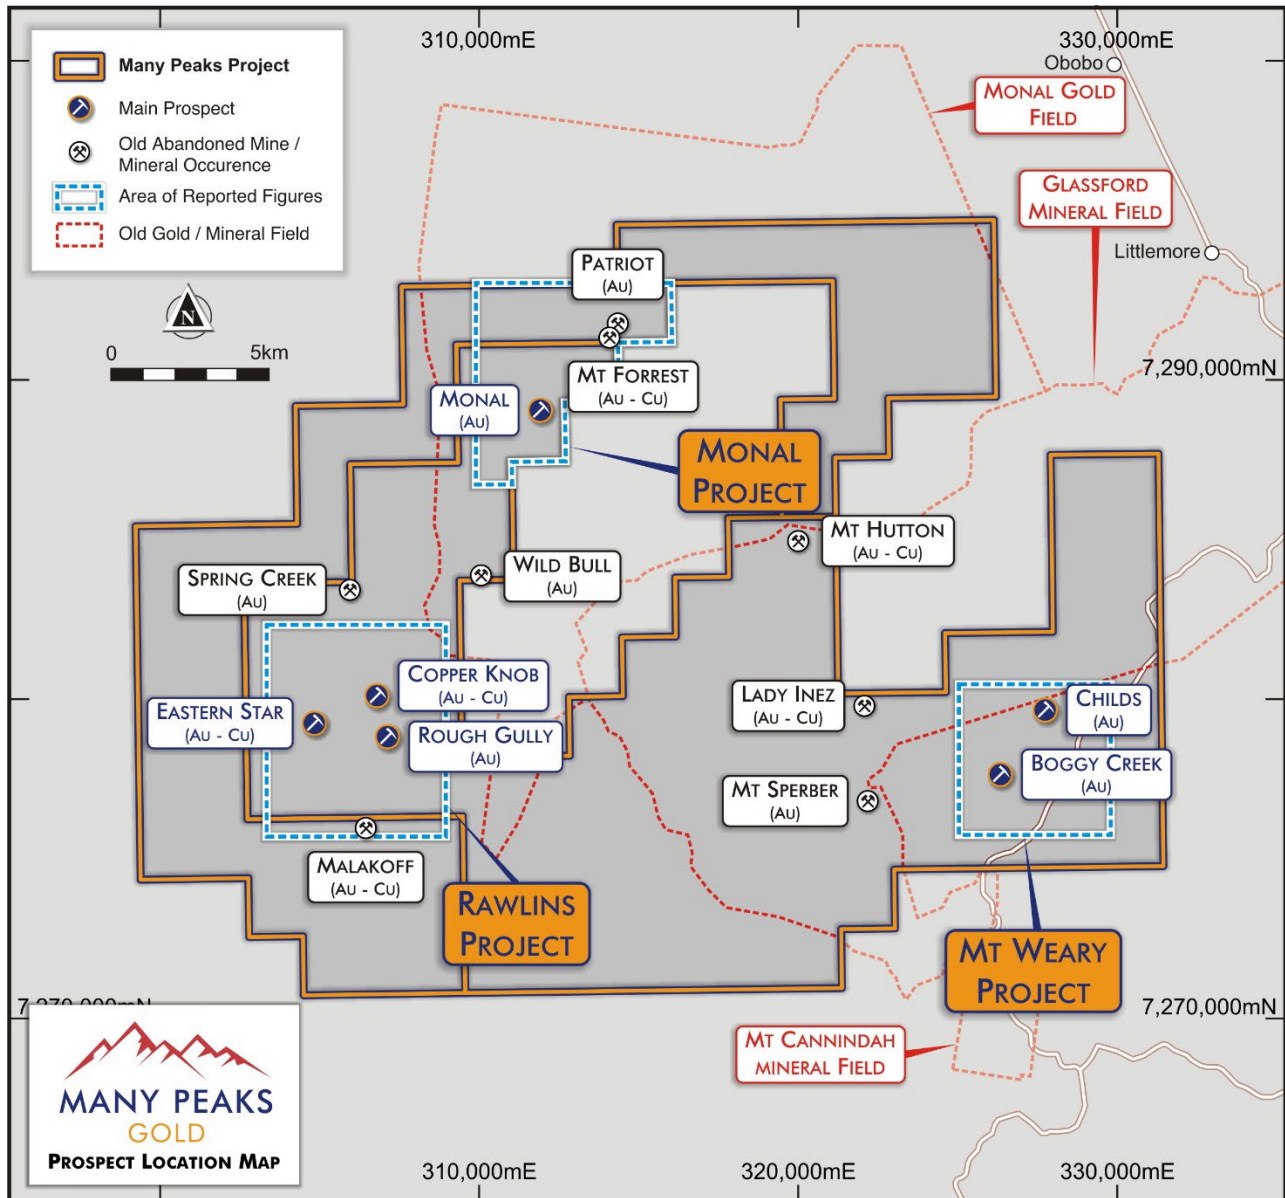 310,000mE
330,000mE
Many Peaks Project
Main Prospect
Old Abandoned Mine /
Mineral Occurence
Area of Reported Figures
Old Gold / Mineral Field
N
0
5km
Obobo
MONAL GOLD
FIELD
GLASSFORD
MINERAL FIELD
Littlemore
PATRIOT
(AU)
7,290,000mN
MT FORREST
(AU - CU)
MONAL
(AU)
MONAL
PROJECT
MT HUTTON
(AU - CU)
WILD BULL
(AU)
SPRING CREEK
(AU)
COPPER KNOB
(AU - CU)
EASTERN STAR
(AU - CU)
ROUGH GULLY
(AU)
LADY INEZ
(AU - CU)
CHILDS
(AU)
BOGGY CREEK
(AU)
MT SPERBER
(AU)
MALAKOFF
(AU - CU)
RAWLINS
PROJECT
MT WEARY
PROJECT
7,270,000mN
7,270,000mN
MT CANNINDAH
MINERAL FIELD
MANY PEAKS
GOLD
PROSPECT LOCATION MAP
310,000mE
320,000mE
330,000mE